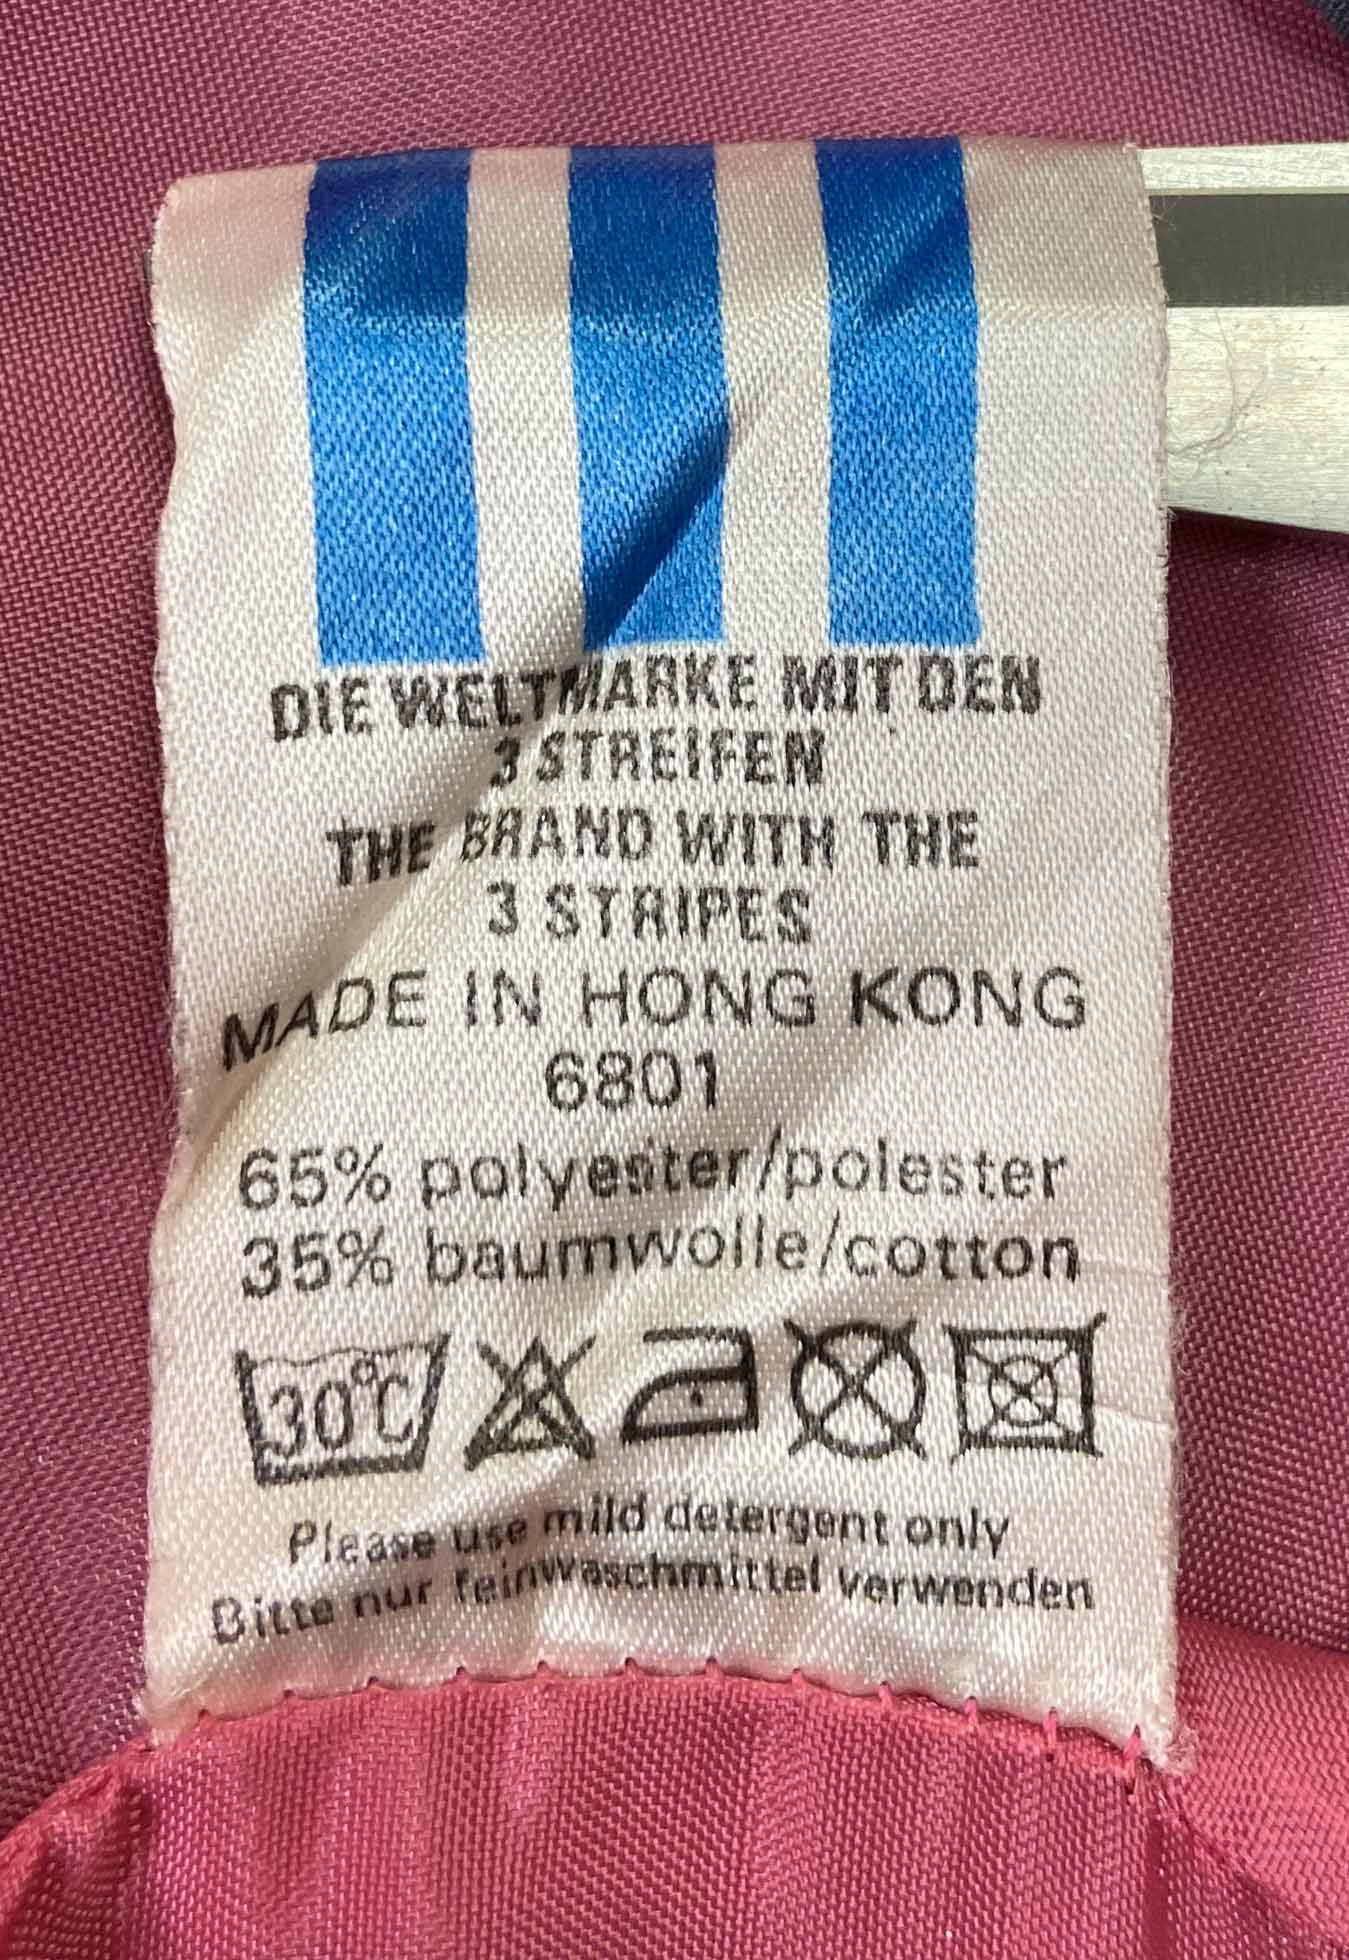 DIE WELTMARKE MIT DEN
3 STREIFEN
THE BRAND WITH THE
3 STRIPES
MADE IN HONG KONG
6801
65% polyester/polester
35% baumwolle/cotton
30°C
Please use mild detergent only
Bitte nur feinwaschmittel verwenden